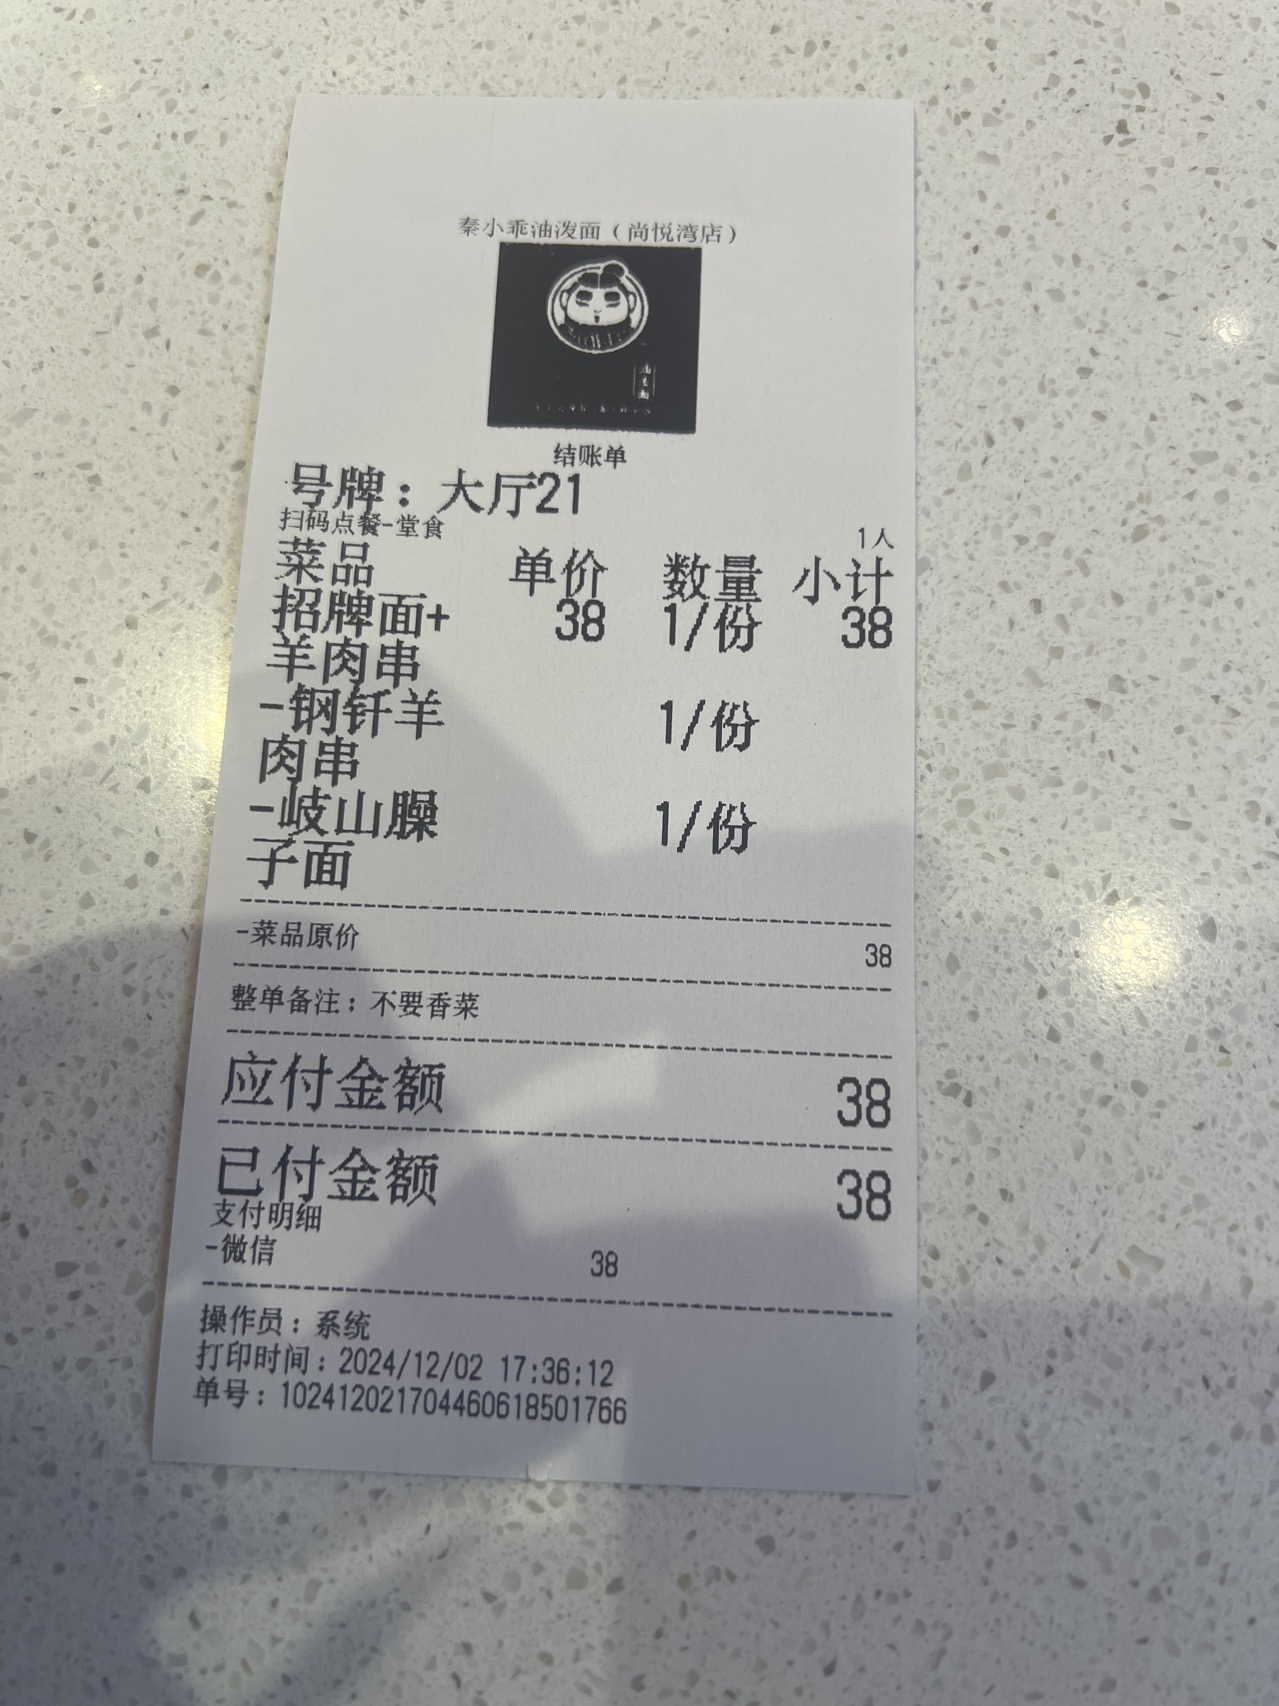 秦小乖油泼面（尚悦湾店）
结账单
号牌：大厅21
扫码点餐-堂食 1人
菜品 单价 数量 小计
招牌面+ 38 1/份 38
羊肉串
-钢钎羊 1/份
肉串
-岐山臊 1/份
子面
-菜品原价 38
整单备注：不要香菜
应付金额 38
已付金额 38
支付明细
-微信 38
操作员：系统
打印时间：2024/12/02 17:36:12
单号：102412021704460618501766